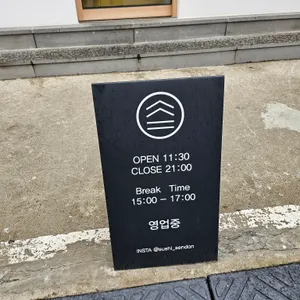 OPEN 11:30
CLOSE 21:00
Break Time
15:00 - 17:00
영업중
INSTA @sushi_sendon